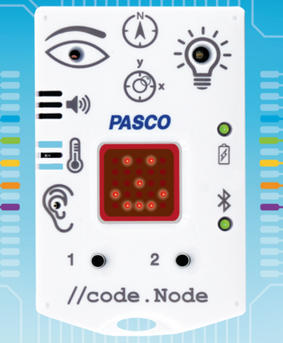 N
y
x
PASCO
1 2
//code.Node